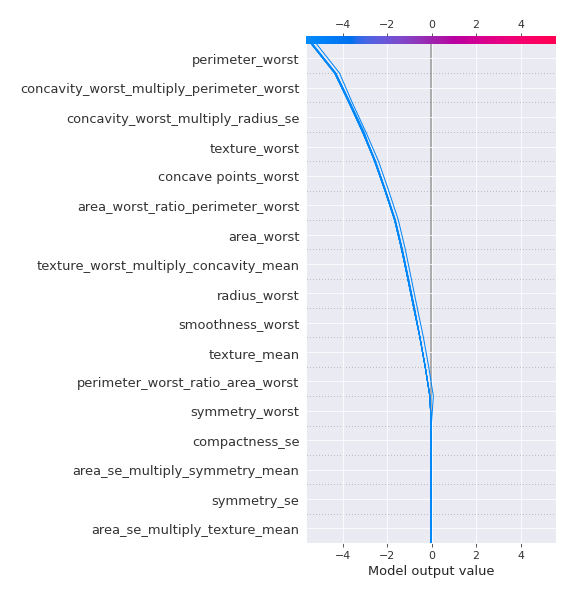 −4 −2 0 2 4
perimeter_worst
concavity_worst_multiply_perimeter_worst
concavity_worst_multiply_radius_se
texture_worst
concave points_worst
area_worst_ratio_perimeter_worst
area_worst
texture_worst_multiply_concavity_mean
radius_worst
smoothness_worst
texture_mean
perimeter_worst_ratio_area_worst
symmetry_worst
compactness_se
area_se_multiply_symmetry_mean
symmetry_se
area_se_multiply_texture_mean
−4 −2 0 2 4
Model output value